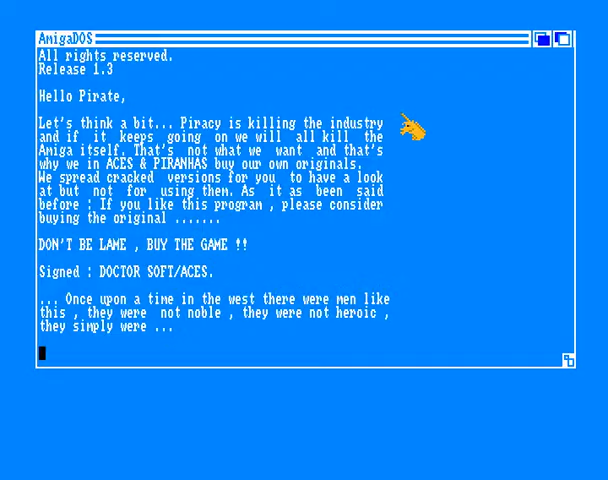 AmigaDOS
All rights reserved.
Release 1.3
Hello Pirate,
Let's think a bit... Piracy is killing the industry
and if it keeps going on we will all kill the
Amiga itself. That's not what we want and that's
why we in ACES & PIRANHAS buy our own originals.
We spread cracked versions for you to have a look
at but not for using them. As it as been said
before : If you like this program , please consider
buying the original .......
DON'T BE LAME , BUY THE GAME !!
Signed : DOCTOR SOFT/ACES.
... Once upon a time in the west there were men like
this , they were not noble , they were not heroic ,
they simply were ...